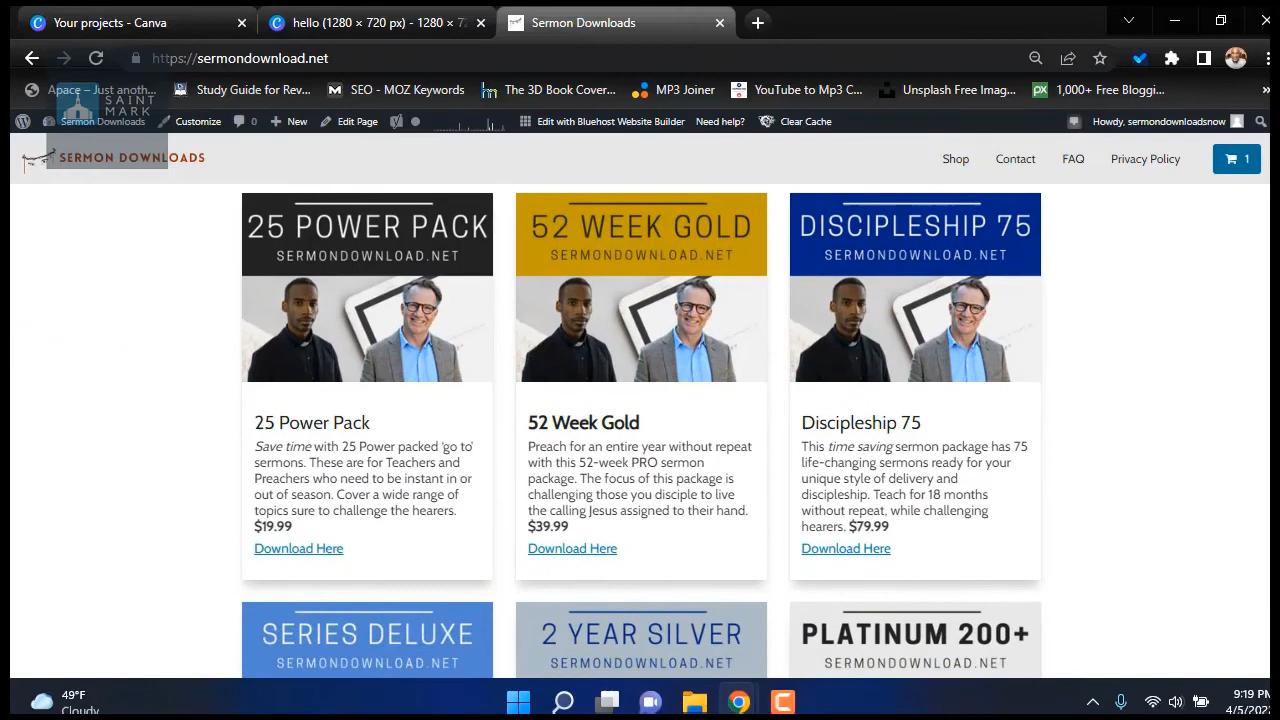 Your projects - Canva
hello (1280 × 720 px) - 1280 × 72
Sermon Downloads
https://sermondownload.net
Apace – Just anoth...
Study Guide for Rev...
SEO - MOZ Keywords
The 3D Book Cover...
MP3 Joiner
YouTube to Mp3 C...
Unsplash Free Imag...
1,000+ Free Bloggi...
»
SAINT
MARK
Sermon Downloads
Customize
0
New
Edit Page
Edit with Bluehost Website Builder
Need help?
Clear Cache
Howdy, sermondownloadsnow
SERMON DOWNLOADS
Shop
Contact
FAQ
Privacy Policy
1
25 POWER PACK
SERMONDOWNLOAD.NET
52 WEEK GOLD
SERMONDOWNLOAD.NET
DISCIPLESHIP 75
SERMONDOWNLOAD.NET
25 Power Pack
Save time with 25 Power packed 'go to'
sermons. These are for Teachers and
Preachers who need to be instant in or
out of season. Cover a wide range of
topics sure to challenge the hearers.
$19.99
Download Here
52 Week Gold
Preach for an entire year without repeat
with this 52-week PRO sermon
package. The focus of this package is
challenging those you disciple to live
the calling Jesus assigned to their hand.
$39.99
Download Here
Discipleship 75
This time saving sermon package has 75
life-changing sermons ready for your
unique style of delivery and
discipleship. Teach for 18 months
without repeat, while challenging
hearers. $79.99
Download Here
SERIES DELUXE
SERMONDOWNLOAD.NET
2 YEAR SILVER
SERMONDOWNLOAD.NET
PLATINUM 200+
SERMONDOWNLOAD.NET
49°F
Cloudy
9:19 PM
4/5/202